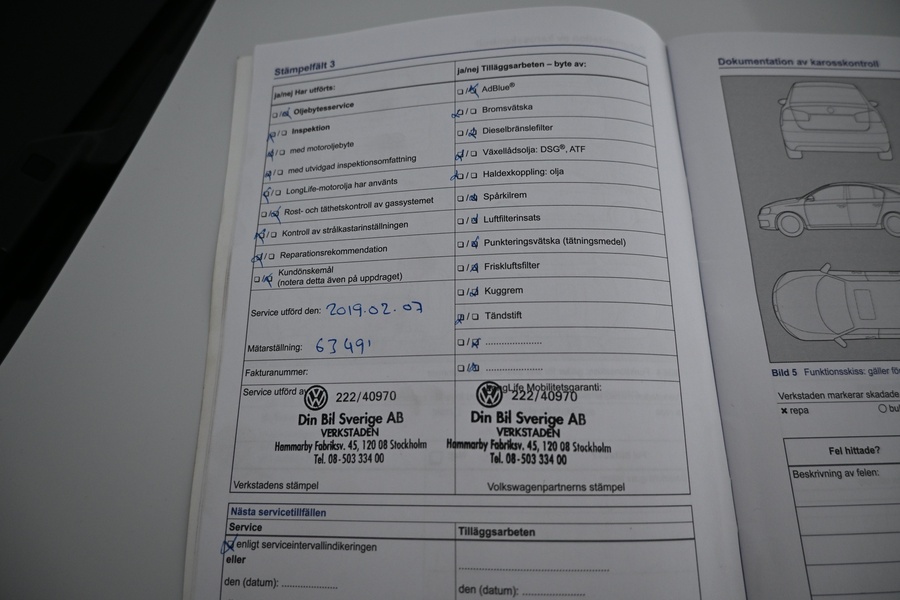 Stämpelfält 3
ja/nej Har utförts:
Oljebytesservice
Inspektion
med motoroljebyte
med utvidgad inspektionsomfattning
LongLife-motorolja har använts
Rost- och täthetskontroll av gassystemet
Kontroll av strålkastarinställningen
Reparationsrekommendation
Kundönskemål
(notera detta även på uppdraget)
Service utförd den: 2019.02.07
Mätarställning: 63491
Fakturanummer:
Service utförd av
222/40970
Din Bil Sverige AB
VERKSTADEN
Hammarby Fabriksv. 45, 120 08 Stockholm
Tel. 08-503 334 00
Verkstadens stämpel
ja/nej Tilläggsarbeten – byte av:
AdBlue®
Bromsvätska
Dieselbränslefilter
Växellådsolja: DSG®, ATF
Haldexkoppling: olja
Spårkilrem
Luftfilterinsats
Punkteringsvätska (tätningsmedel)
Friskluftsfilter
Kuggrem
Tändstift
Mobilitetsgaranti:
222/40970
Din Bil Sverige AB
VERKSTADEN
Hammarby Fabriksv. 45, 120 08 Stockholm
Tel. 08-503 334 00
Volkswagenpartnerns stämpel
Nästa servicetillfällen
Service
enligt serviceintervallindikeringen
eller
den (datum): ..............
Tilläggsarbeten
den (datum): ..............
Dokumentation av karosskontroll
Bild 5 Funktionsskiss: gäller
Verkstaden markerar skadade
× repa
Fel hittade?
Beskrivning av felen: